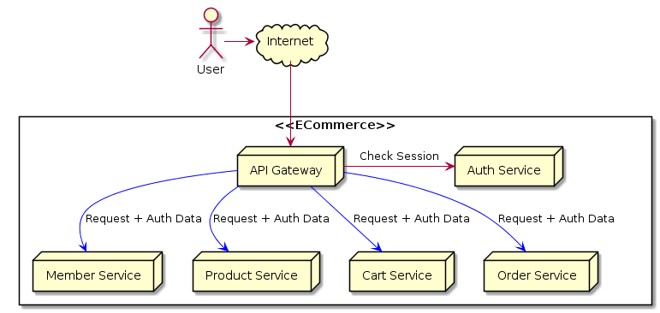 Internet
User
<<ECommerce>>
API Gateway
Check Session
Auth Service
Request + Auth Data
Request + Auth Data
Request + Auth Data
Request + Auth Data
Member Service
Product Service
Cart Service
Order Service